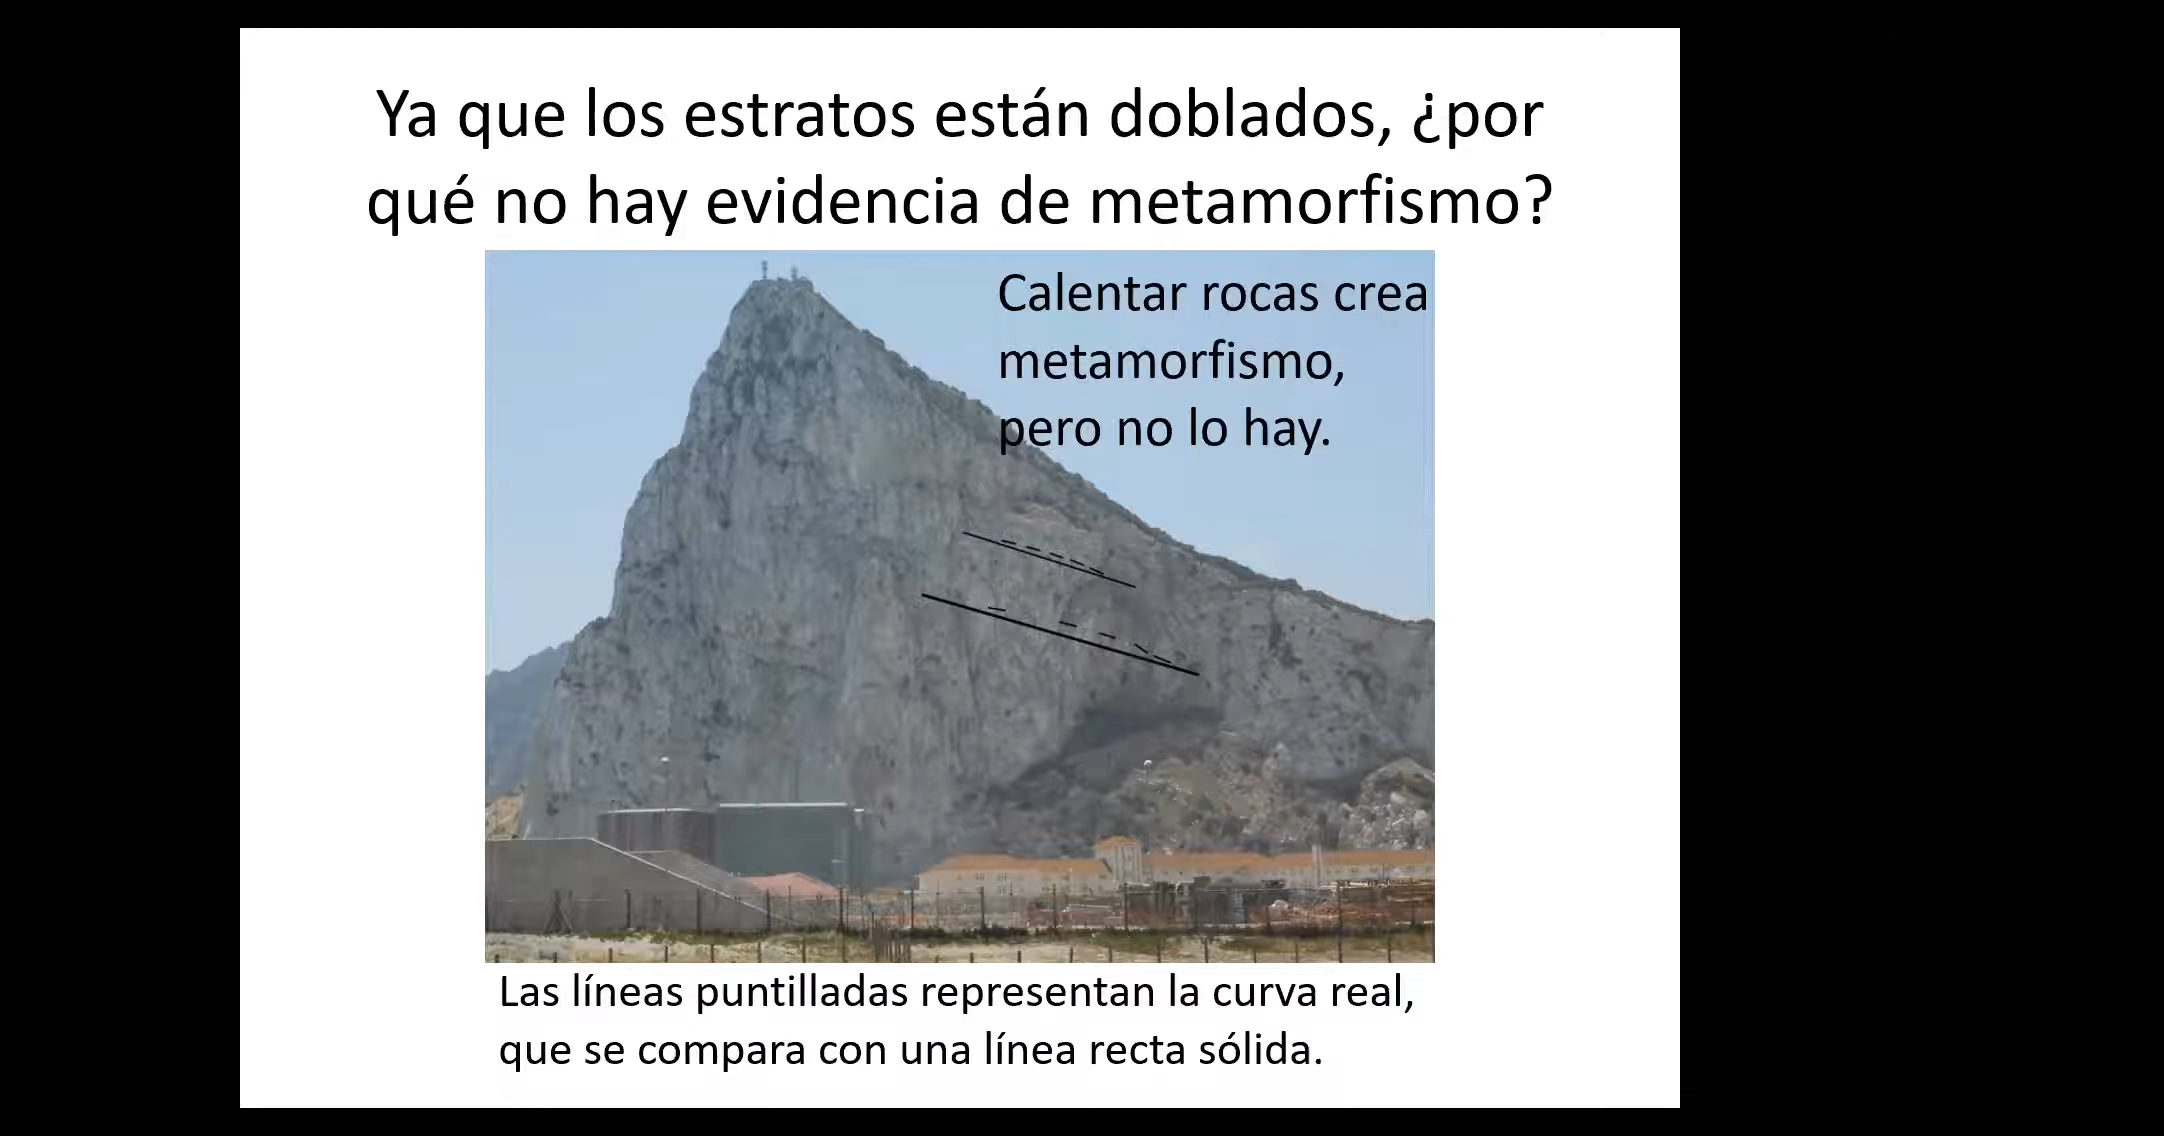 Ya que los estratos están doblados, ¿por
qué no hay evidencia de metamorfismo?
Calentar rocas crea
metamorfismo,
pero no lo hay.
Las líneas puntilladas representan la curva real,
que se compara con una línea recta sólida.